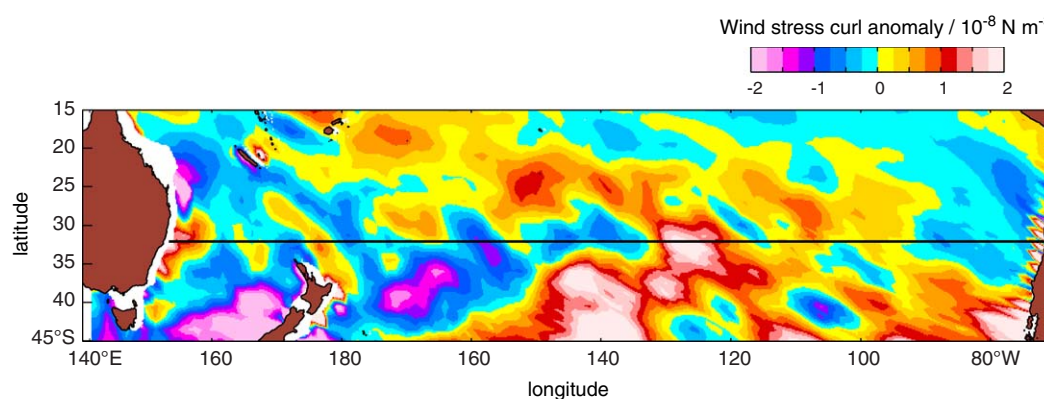 Wind stress curl anomaly / 10-8 N m-
-2 -1 0 1 2
15
20
25
30
35
40
45°S
latitude
140°E 160 180 160 140 120 100 80°W
longitude